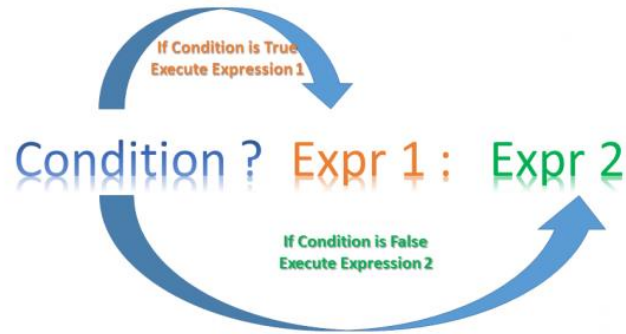 If Condition is True
Execute Expression 1
Condition ? Expr 1 : Expr 2
If Condition is False
Execute Expression 2